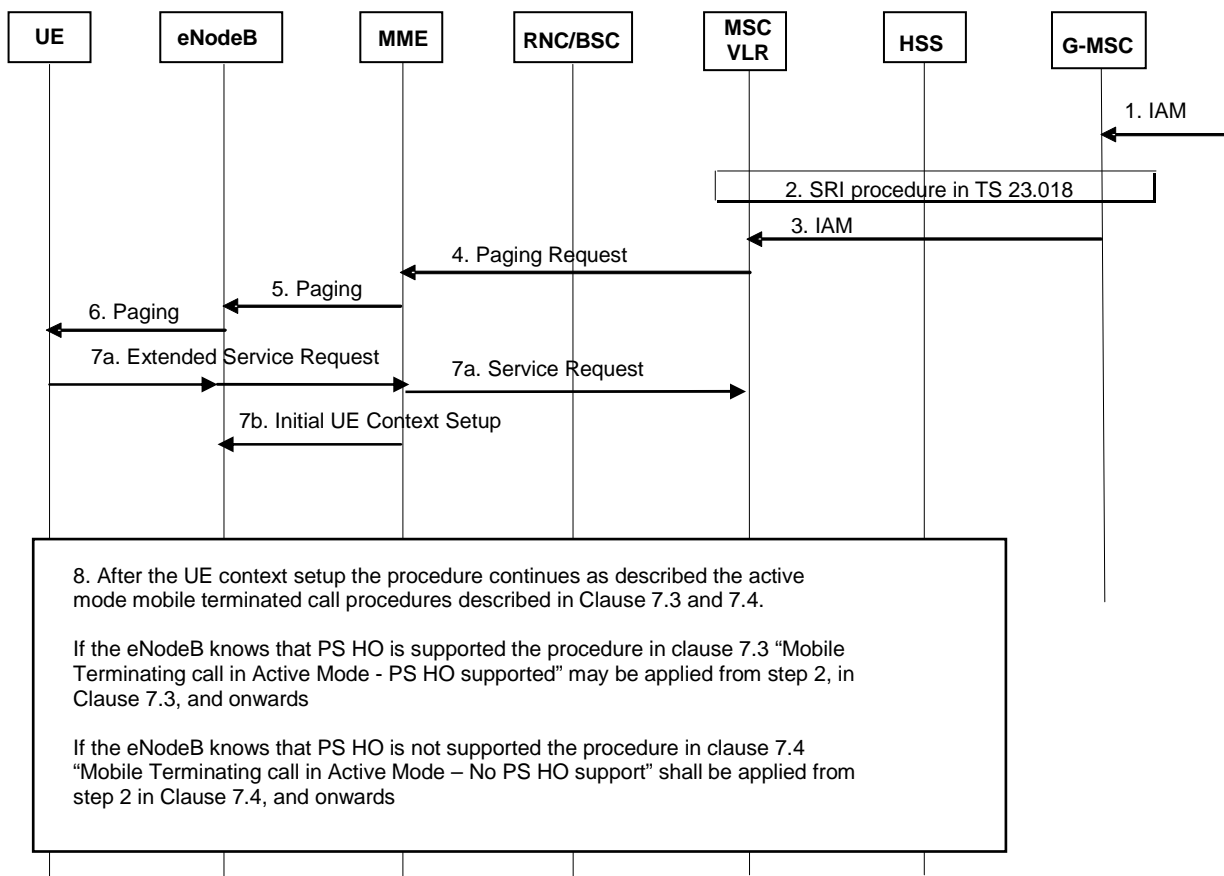 UE
eNodeB
MME
RNC/BSC
MSC
VLR
HSS
G-MSC
1. IAM
2. SRI procedure in TS 23.018
3. IAM
4. Paging Request
5. Paging
6. Paging
7a. Extended Service Request
7a. Service Request
7b. Initial UE Context Setup
8. After the UE context setup the procedure continues as described the active
mode mobile terminated call procedures described in Clause 7.3 and 7.4.
If the eNodeB knows that PS HO is supported the procedure in clause 7.3 “Mobile
Terminating call in Active Mode - PS HO supported” may be applied from step 2, in
Clause 7.3, and onwards
If the eNodeB knows that PS HO is not supported the procedure in clause 7.4
“Mobile Terminating call in Active Mode – No PS HO support” shall be applied from
step 2 in Clause 7.4, and onwards